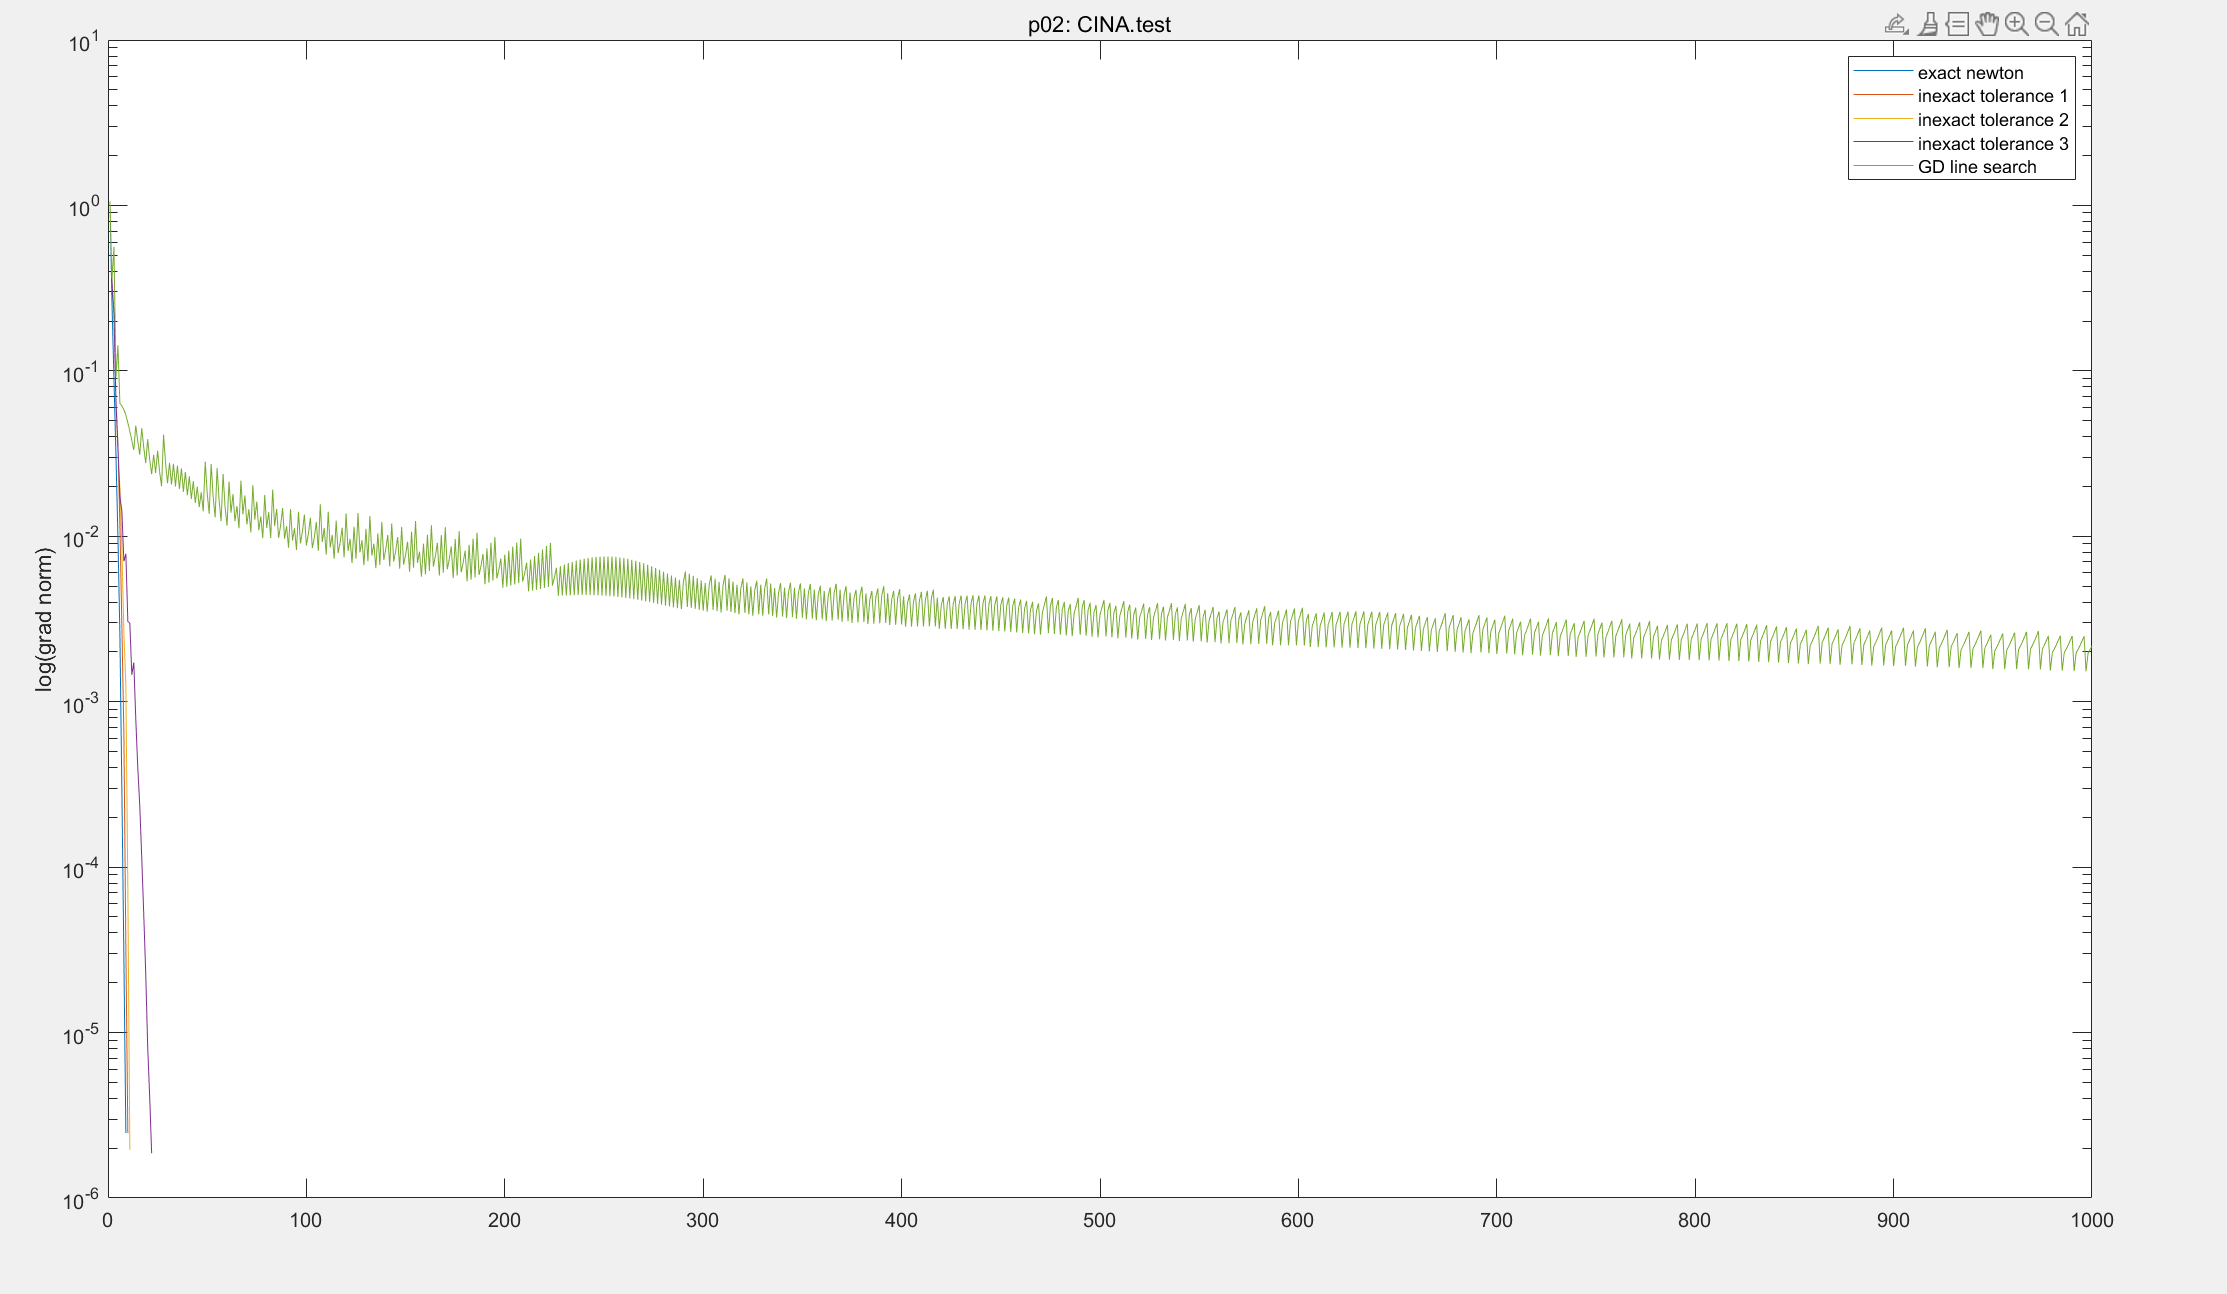 p02: CINA.test
10^1
exact newton
inexact tolerance 1
inexact tolerance 2
inexact tolerance 3
GD line search
10^0
10^-1
10^-2
log(grad norm)
10^-3
10^-4
10^-5
10^-6
0 100 200 300 400 500 600 700 800 900 1000